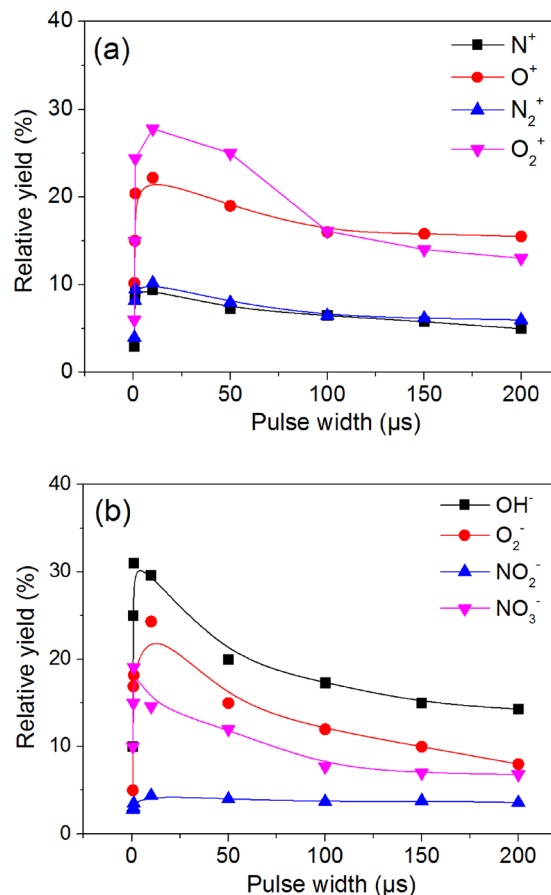 (a)
N⁺
O⁺
N₂⁺
O₂⁺
Relative yield (%)
40
30
20
10
0
0 50 100 150 200
Pulse width (µs)
(b)
OH⁻
O₂⁻
NO₂⁻
NO₃⁻
Relative yield (%)
40
30
20
10
0
0 50 100 150 200
Pulse width (µs)